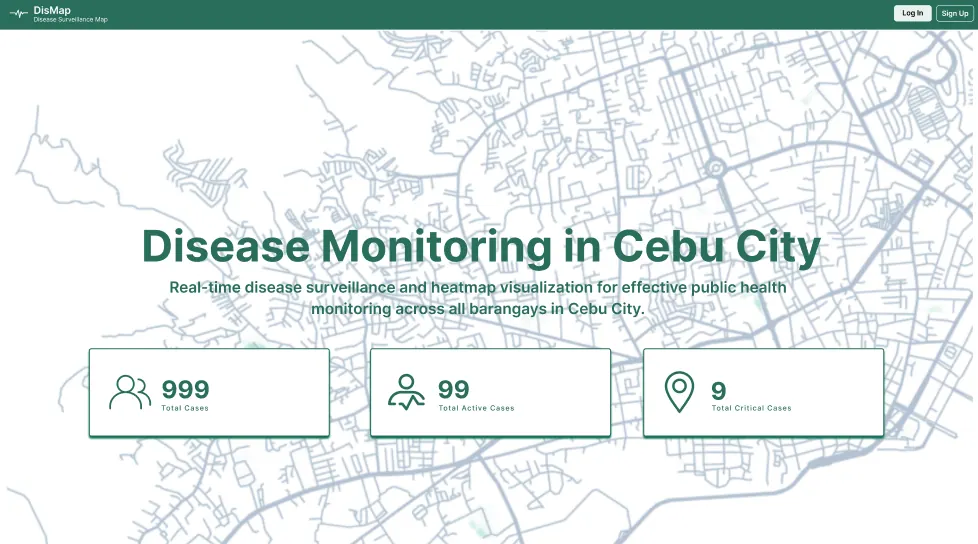 DisMap
Disease Surveillance Map
Log In
Sign Up
Disease Monitoring in Cebu City
Real-time disease surveillance and heatmap visualization for effective public health
monitoring across all barangays in Cebu City.
999
Total Cases
99
Total Active Cases
9
Total Critical Cases